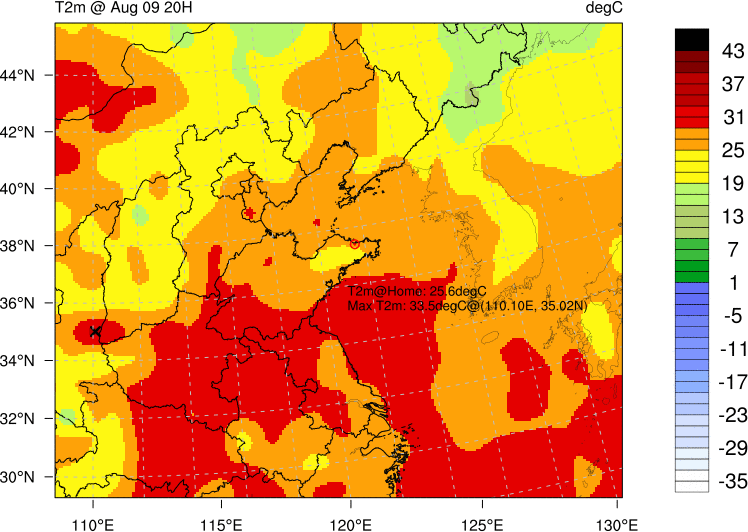 T2m @ Aug 09 20H
degC
44°N
42°N
40°N
38°N
36°N
34°N
32°N
30°N
T2m@Home: 25.6degC
Max T2m: 33.5degC@(110.10E, 35.02N)
110°E
115°E
120°E
125°E
130°E
43
37
31
25
19
13
7
1
-5
-11
-17
-23
-29
-35